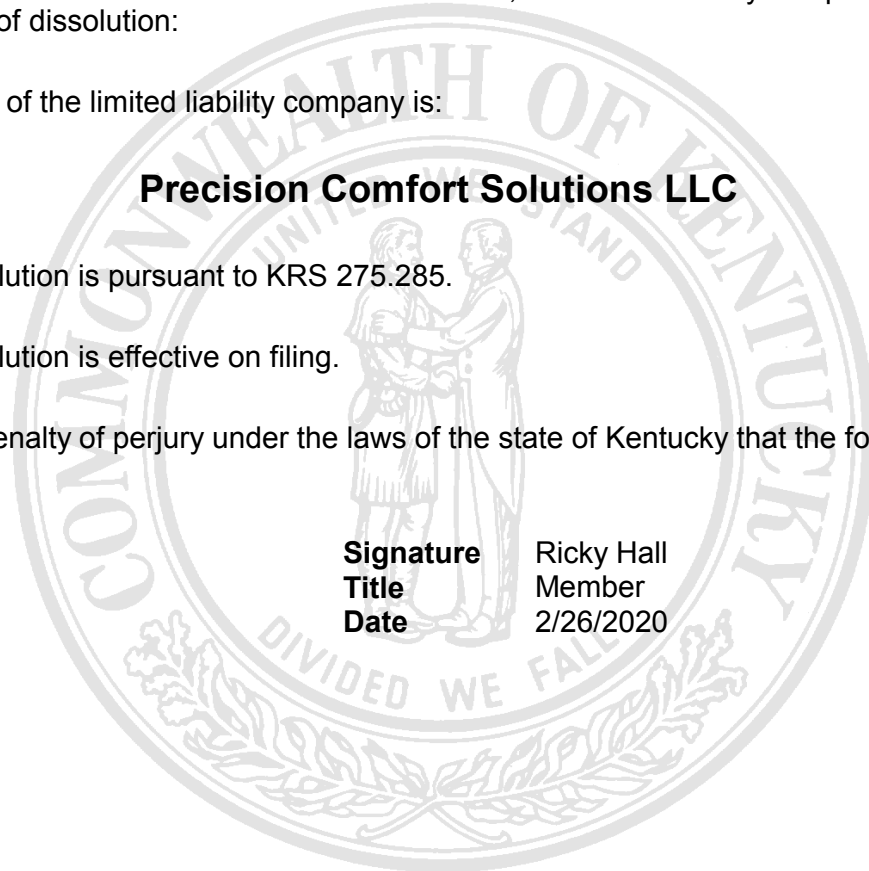 of dissolution:
of the limited liability company is:
Precision Comfort Solutions LLC
lution is pursuant to KRS 275.285.
lution is effective on filing.
enalty of perjury under the laws of the state of Kentucky that the fo
Signature Ricky Hall
Title Member
Date 2/26/2020
COMMONWEALTH OF KENTUCKY
UNITED WE STAND
DIVIDED WE FALL